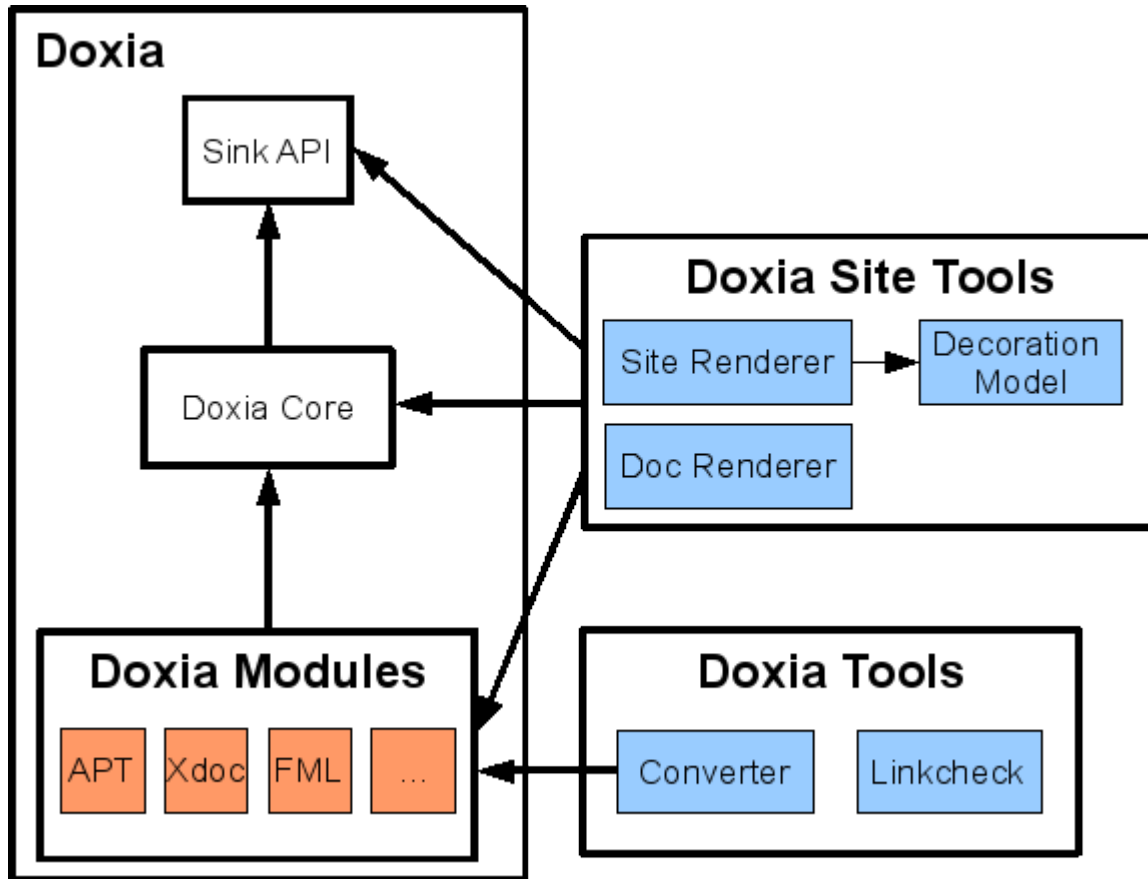 Doxia
Sink API
Doxia Core
Doxia Modules
APT
Xdoc
FML
...
Doxia Site Tools
Site Renderer
Decoration
Model
Doc Renderer
Doxia Tools
Converter
Linkcheck